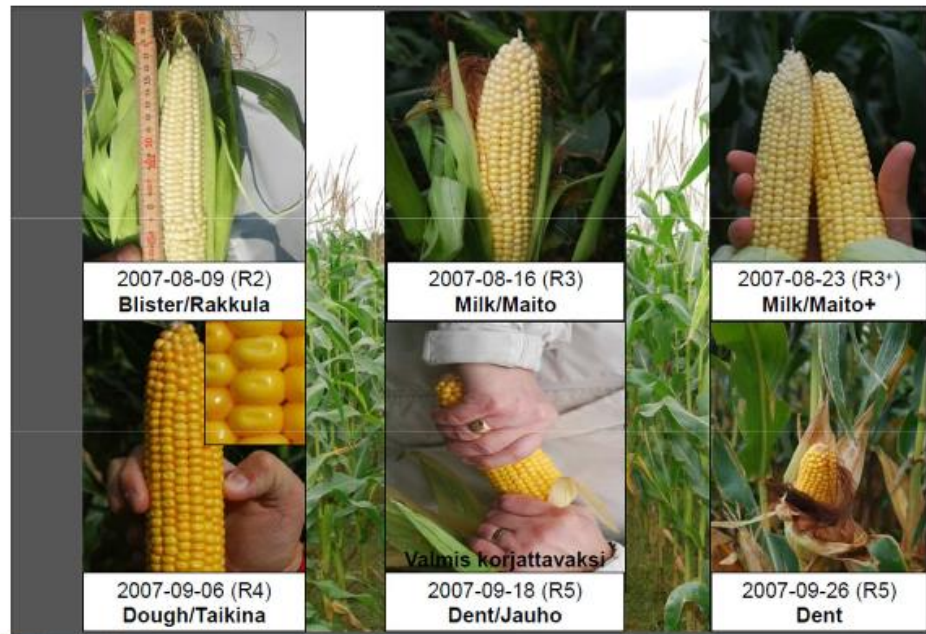 2007-08-09 (R2)
Blister/Rakkula
2007-08-16 (R3)
Milk/Maito
2007-08-23 (R3+)
Milk/Maito+
Valmis korjattavaksi
2007-09-06 (R4)
Dough/Taikina
2007-09-18 (R5)
Dent/Jauho
2007-09-26 (R5)
Dent